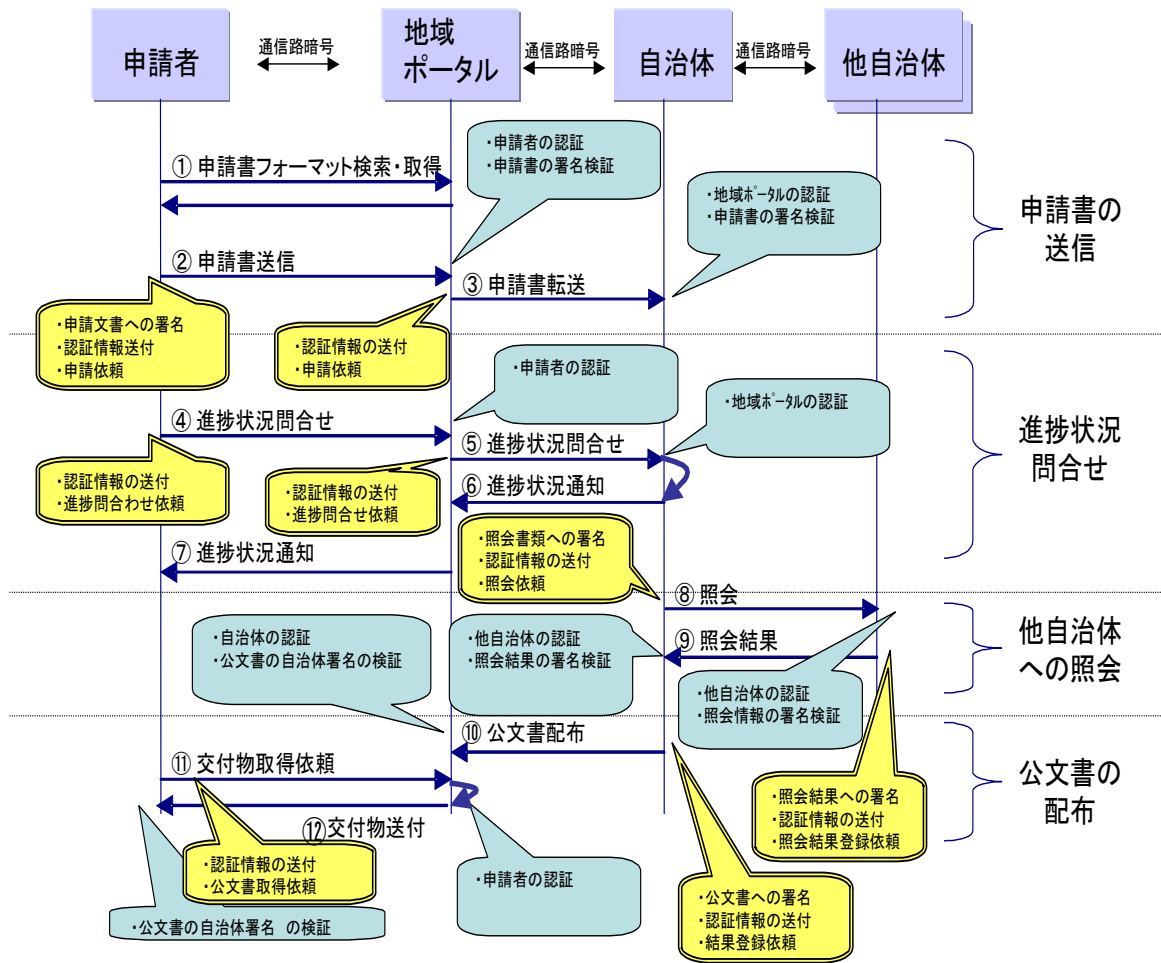 申請者
通信路暗号
地域
ポータル
通信路暗号
自治体
通信路暗号
他自治体
① 申請書フォーマット検索・取得
・申請者の認証
・申請書の署名検証
・地域ポータルの認証
・申請書の署名検証
申請書の
送信
② 申請書送信
③ 申請書転送
・申請文書への署名
・認証情報送付
・申請依頼
・認証情報の送付
・申請依頼
・申請者の認証
・地域ポータルの認証
④ 進捗状況問合せ
⑤ 進捗状況問合せ
進捗状況
問合せ
・認証情報の送付
・進捗問合わせ依頼
・認証情報の送付
・進捗問合せ依頼
⑥ 進捗状況通知
⑦ 進捗状況通知
・照会書類への署名
・認証情報の送付
・照会依頼
⑧ 照会
・自治体の認証
・公文書の自治体署名の検証
・他自治体の認証
・照会結果の署名検証
⑨ 照会結果
他自治体
への照会
・他自治体の認証
・照会情報の署名検証
⑩ 公文書配布
⑪ 交付物取得依頼
公文書の
配布
・照会結果への署名
・認証情報の送付
・照会結果登録依頼
⑫ 交付物送付
・認証情報の送付
・公文書取得依頼
・申請者の認証
・公文書への署名
・認証情報の送付
・結果登録依頼
・公文書の自治体署名 の検証